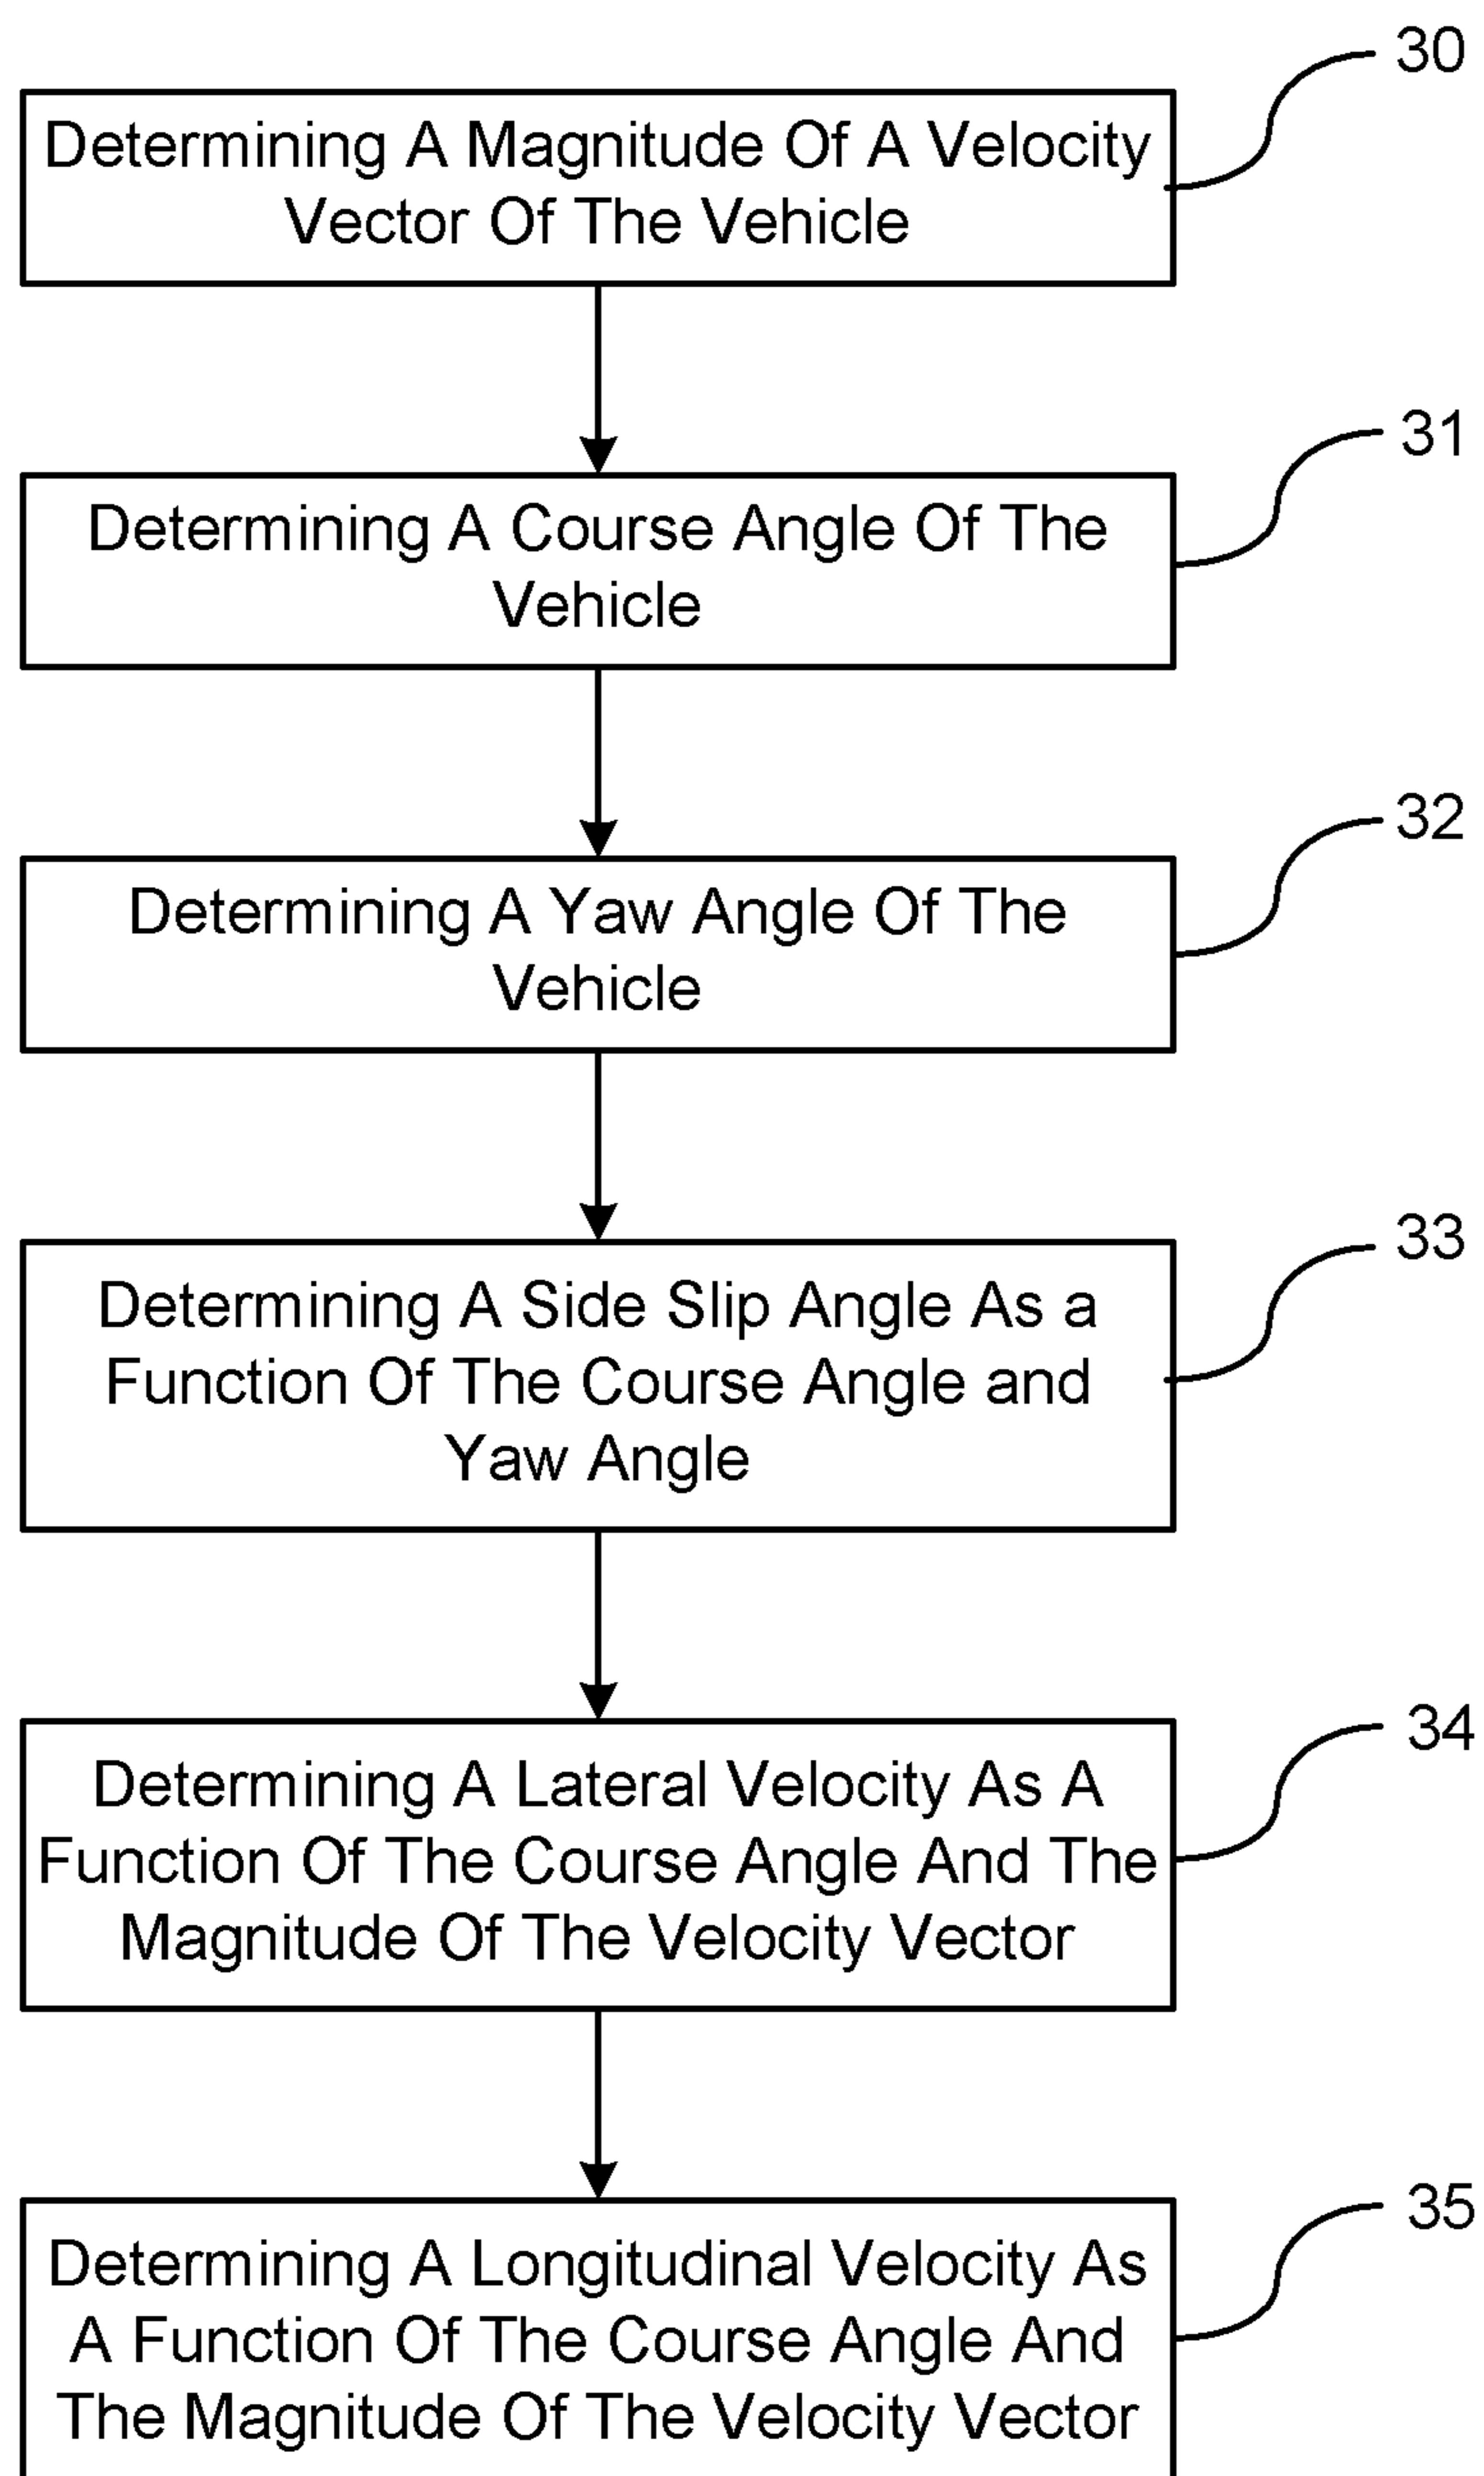 30
Determining A Magnitude Of A Velocity
Vector Of The Vehicle
31
Determining A Course Angle Of The
Vehicle
32
Determining A Yaw Angle Of The
Vehicle
33
Determining A Side Slip Angle As a
Function Of The Course Angle and
Yaw Angle
34
Determining A Lateral Velocity As A
Function Of The Course Angle And The
Magnitude Of The Velocity Vector
35
Determining A Longitudinal Velocity As
A Function Of The Course Angle And
The Magnitude Of The Velocity Vector